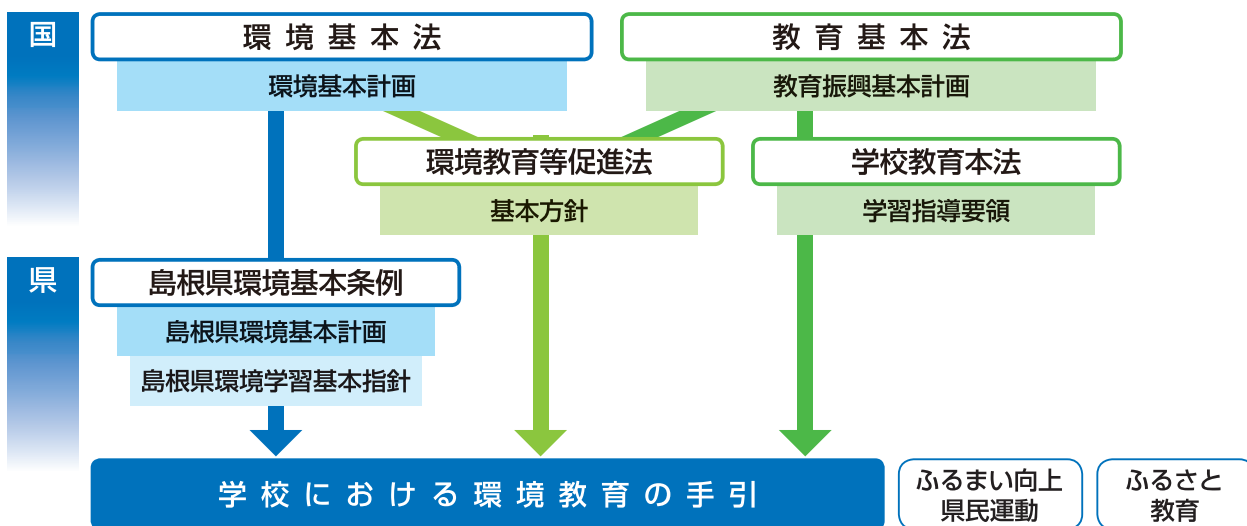 国
環境基本法
教育基本法
環境基本計画
教育振興基本計画
環境教育等促進法
学校教育本法
基本方針
学習指導要領
県
島根県環境基本条例
島根県環境基本計画
島根県環境学習基本指針
学校における環境教育の手引
ふるまい向上
県民運動
ふるさと
教育